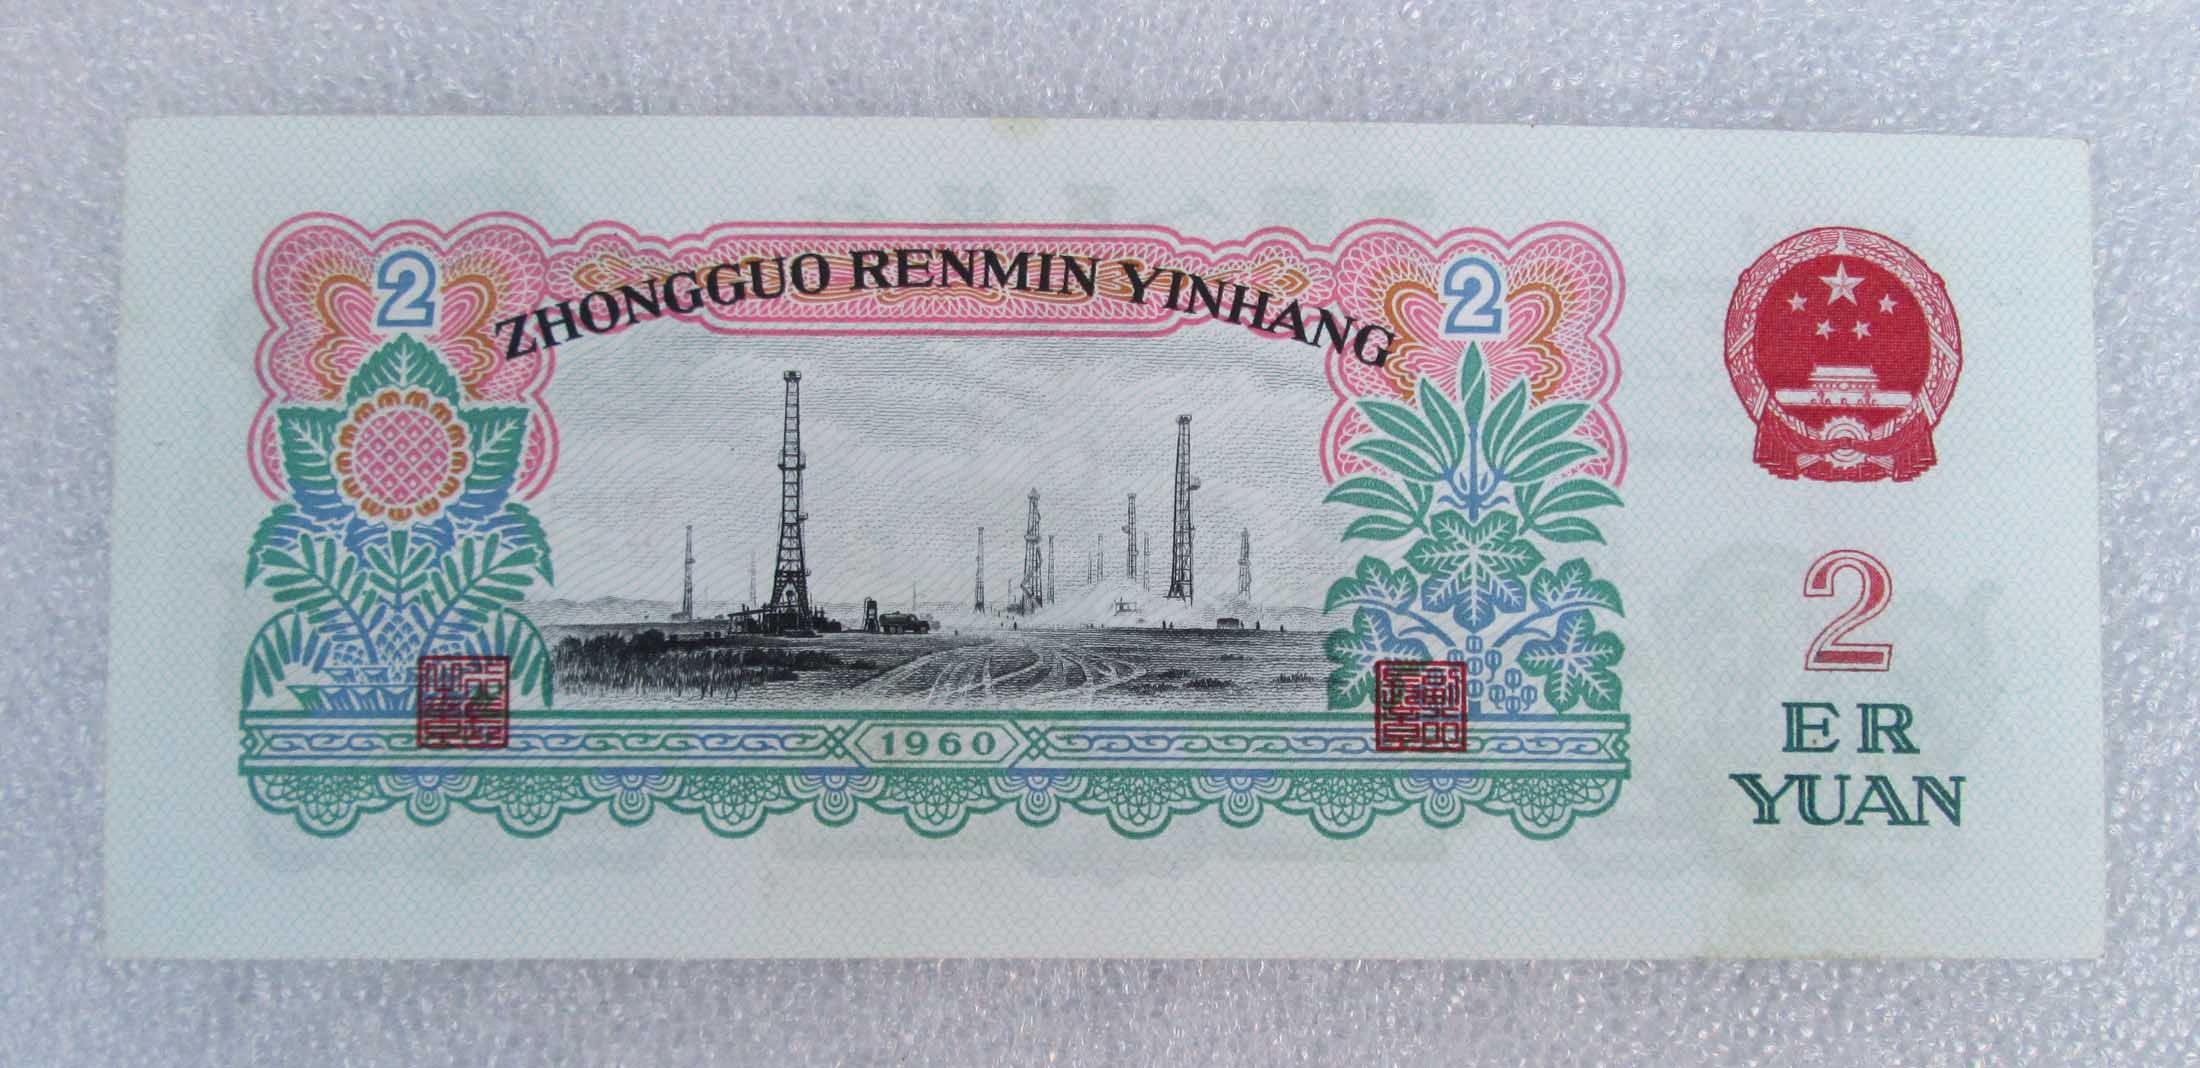 ZHONGGUO RENMIN YINHANG
2
2
2
ER
YUAN
1960